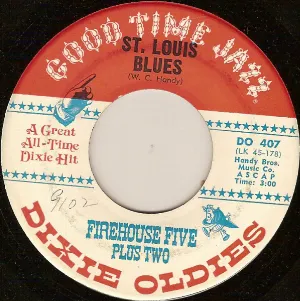 GOOD TIME JAZZ
ST. LOUIS
BLUES
(W. C. Handy)
A Great
All-Time
Dixie Hit
DO 407
(LK 45-178)
Handy Bros.
Music Co.
ASCAP
Time: 3:00
9102
FIREHOUSE FIVE
PLUS TWO
DIXIE OLDIES